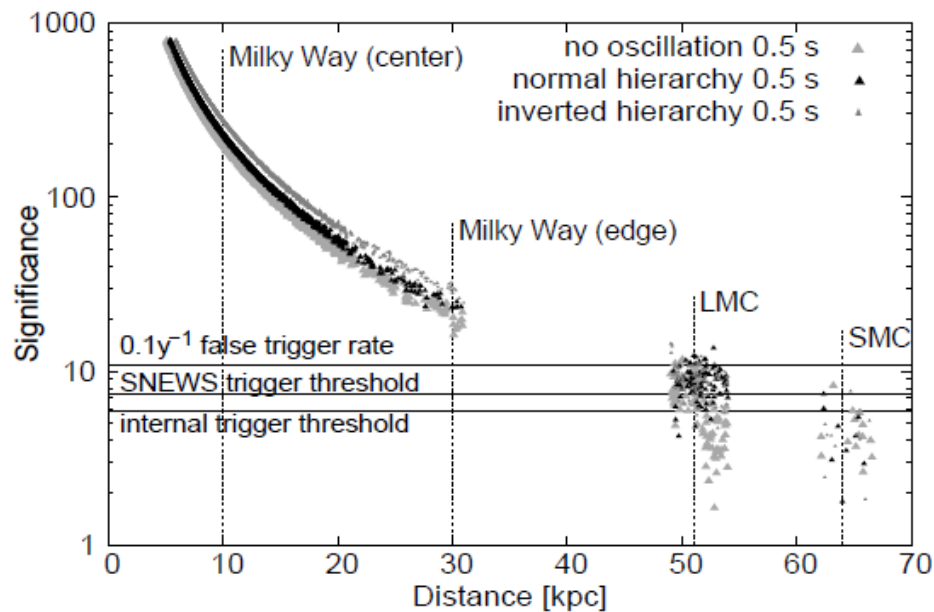 1000
100
10
1
Significance
no oscillation 0.5 s
normal hierarchy 0.5 s
inverted hierarchy 0.5 s
Milky Way (center)
Milky Way (edge)
LMC
SMC
0.1y⁻¹ false trigger rate
SNEWS trigger threshold
internal trigger threshold
0 10 20 30 40 50 60 70
Distance [kpc]